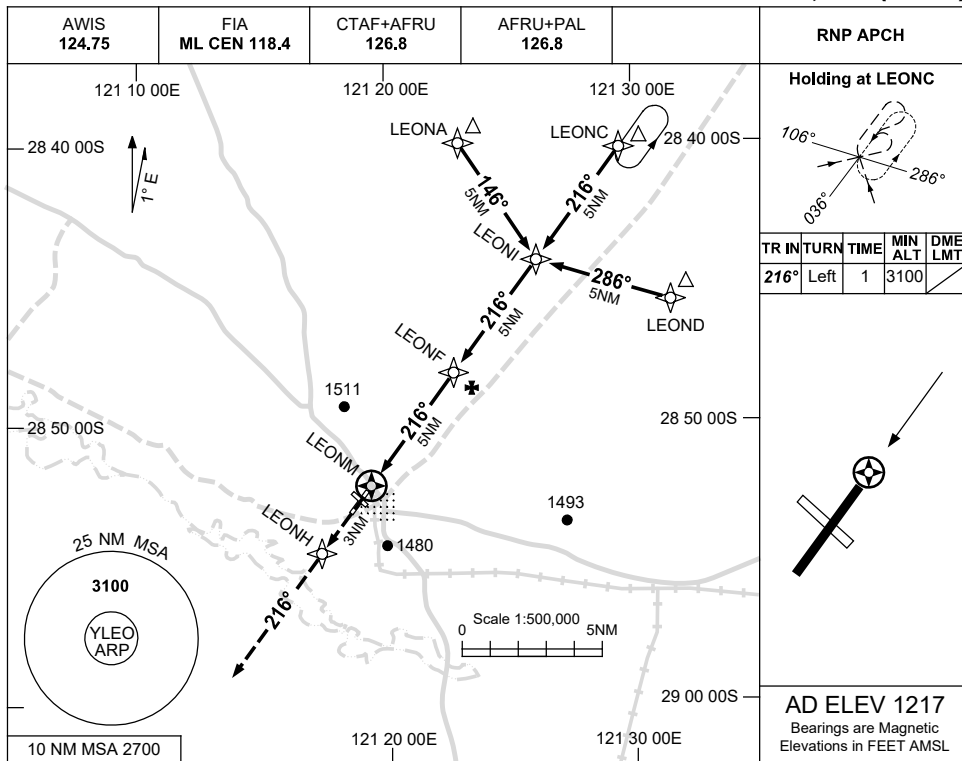 AWIS
124.75
FIA
ML CEN 118.4
CTAF+AFRU
126.8
AFRU+PAL
126.8
RNP APCH
121 10 00E
121 20 00E
121 30 00E
28 40 00S
28 40 00S
1° E
LEONA
LEONC
146°
5NM
216°
5NM
LEONI
286°
5NM
LEOND
216°
5NM
LEONF
1511
216°
5NM
28 50 00S
28 50 00S
LEONM
1493
LEONH
3NM
1480
216°
25 NM MSA
3100
YLEO
ARP
Scale 1:500,000
0
5NM
29 00 00S
10 NM MSA 2700
121 20 00E
121 30 00E
Holding at LEONC
106°
286°
036°
TR IN TURN TIME MIN ALT DME LMT
216° Left 1 3100
AD ELEV 1217
Bearings are Magnetic
Elevations in FEET AMSL